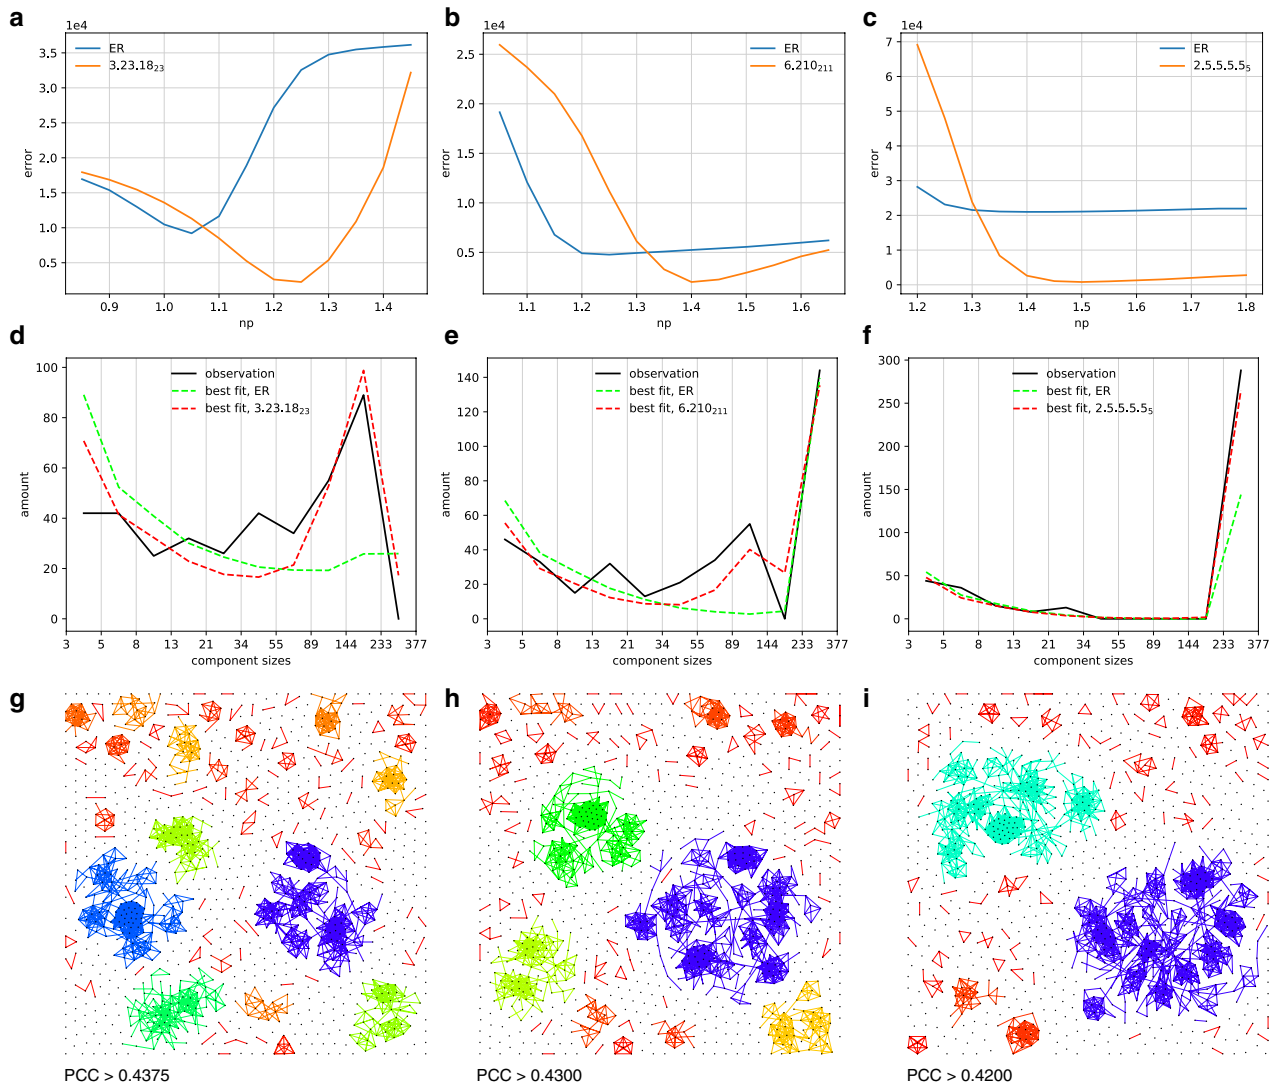 a
1e4
ER
3.23.18₂₃
3.5
3.0
2.5
2.0
1.5
1.0
0.5
error
0.9 1.0 1.1 1.2 1.3 1.4
np
b
1e4
ER
6.210₂₁₁
2.5
2.0
1.5
1.0
0.5
error
1.1 1.2 1.3 1.4 1.5 1.6
np
c
1e4
ER
2.5.5.5.5₅
7
6
5
4
3
2
1
0
error
1.2 1.3 1.4 1.5 1.6 1.7 1.8
np
d
observation
best fit, ER
best fit, 3.23.18₂₃
100
80
60
40
20
0
amount
3 5 8 13 21 34 55 89 144 233 377
component sizes
e
observation
best fit, ER
best fit, 6.210₂₁₁
140
120
100
80
60
40
20
0
amount
3 5 8 13 21 34 55 89 144 233 377
component sizes
f
observation
best fit, ER
best fit, 2.5.5.5.5₅
300
250
200
150
100
50
0
amount
3 5 8 13 21 34 55 89 144 233 377
component sizes
g
PCC > 0.4375
h
PCC > 0.4300
i
PCC > 0.4200